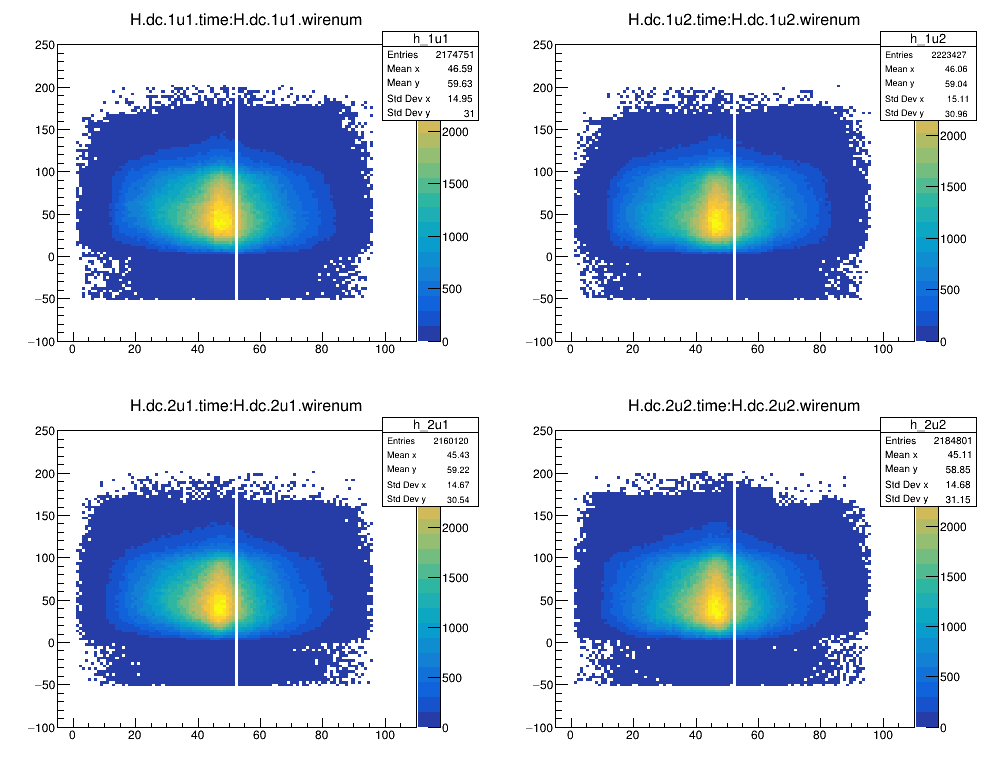 H.dc.1u1.time:H.dc.1u1.wirenum
h_1u1
Entries 2174751
Mean x 46.59
Mean y 59.63
Std Dev x 14.95
Std Dev y 31
250
200
150
100
50
0
−50
−100
0 20 40 60 80 100
2000
1500
1000
500
0
H.dc.1u2.time:H.dc.1u2.wirenum
h_1u2
Entries 2223427
Mean x 46.06
Mean y 59.04
Std Dev x 15.11
Std Dev y 30.96
250
200
150
100
50
0
−50
−100
0 20 40 60 80 100
2000
1500
1000
500
0
H.dc.2u1.time:H.dc.2u1.wirenum
h_2u1
Entries 2160120
Mean x 45.43
Mean y 59.22
Std Dev x 14.67
Std Dev y 30.54
250
200
150
100
50
0
−50
−100
0 20 40 60 80 100
2000
1500
1000
500
0
H.dc.2u2.time:H.dc.2u2.wirenum
h_2u2
Entries 2184801
Mean x 45.11
Mean y 58.85
Std Dev x 14.68
Std Dev y 31.15
250
200
150
100
50
0
−50
−100
0 20 40 60 80 100
2000
1500
1000
500
0